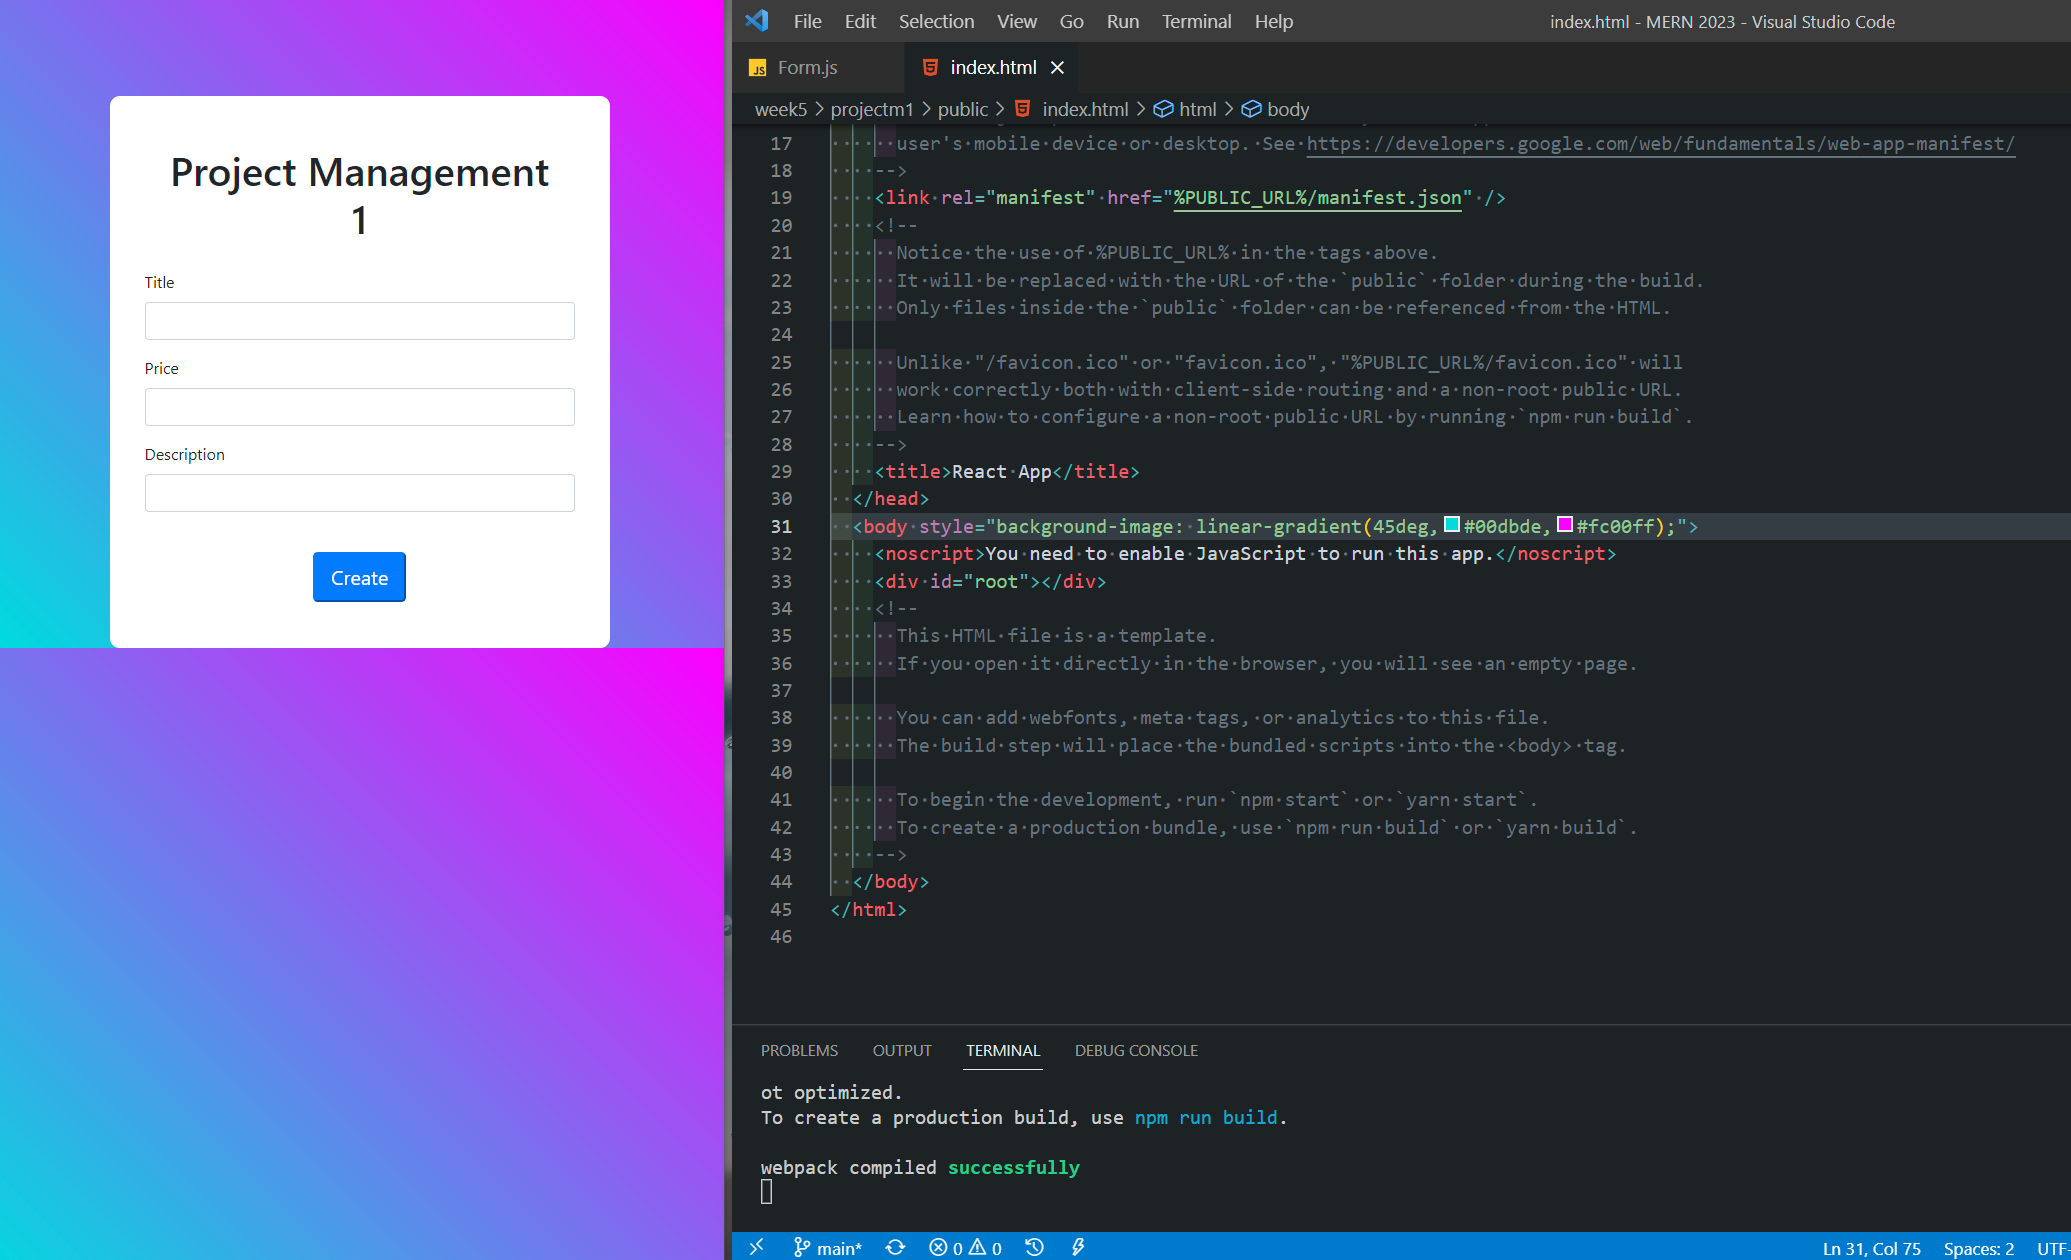 Project Management
1
Title
Price
Description
Create
File Edit Selection View Go Run Terminal Help
index.html - MERN 2023 - Visual Studio Code
JS Form.js
index.html
week5 > projectm1 > public > index.html > html > body
17 user's mobile device or desktop. See https://developers.google.com/web/fundamentals/web-app-manifest/
18 -->
19 <link rel="manifest" href="%PUBLIC_URL%/manifest.json" />
20 <!--
21 Notice the use of %PUBLIC_URL% in the tags above.
22 It will be replaced with the URL of the `public` folder during the build.
23 Only files inside the `public` folder can be referenced from the HTML.
24
25 Unlike "/favicon.ico" or "favicon.ico", "%PUBLIC_URL%/favicon.ico" will
26 work correctly both with client-side routing and a non-root public URL.
27 Learn how to configure a non-root public URL by running `npm run build`.
28 -->
29 <title>React App</title>
30 </head>
31 <body style="background-image: linear-gradient(45deg, #00dbde, #fc00ff);">
32 <noscript>You need to enable JavaScript to run this app.</noscript>
33 <div id="root"></div>
34 <!--
35 This HTML file is a template.
36 If you open it directly in the browser, you will see an empty page.
37
38 You can add webfonts, meta tags, or analytics to this file.
39 The build step will place the bundled scripts into the <body> tag.
40
41 To begin the development, run `npm start` or `yarn start`.
42 To create a production bundle, use `npm run build` or `yarn build`.
43 -->
44 </body>
45 </html>
46
PROBLEMS OUTPUT TERMINAL DEBUG CONSOLE
ot optimized.
To create a production build, use npm run build.
webpack compiled successfully
main* 0 0 Ln 31, Col 75 Spaces: 2 UTF-